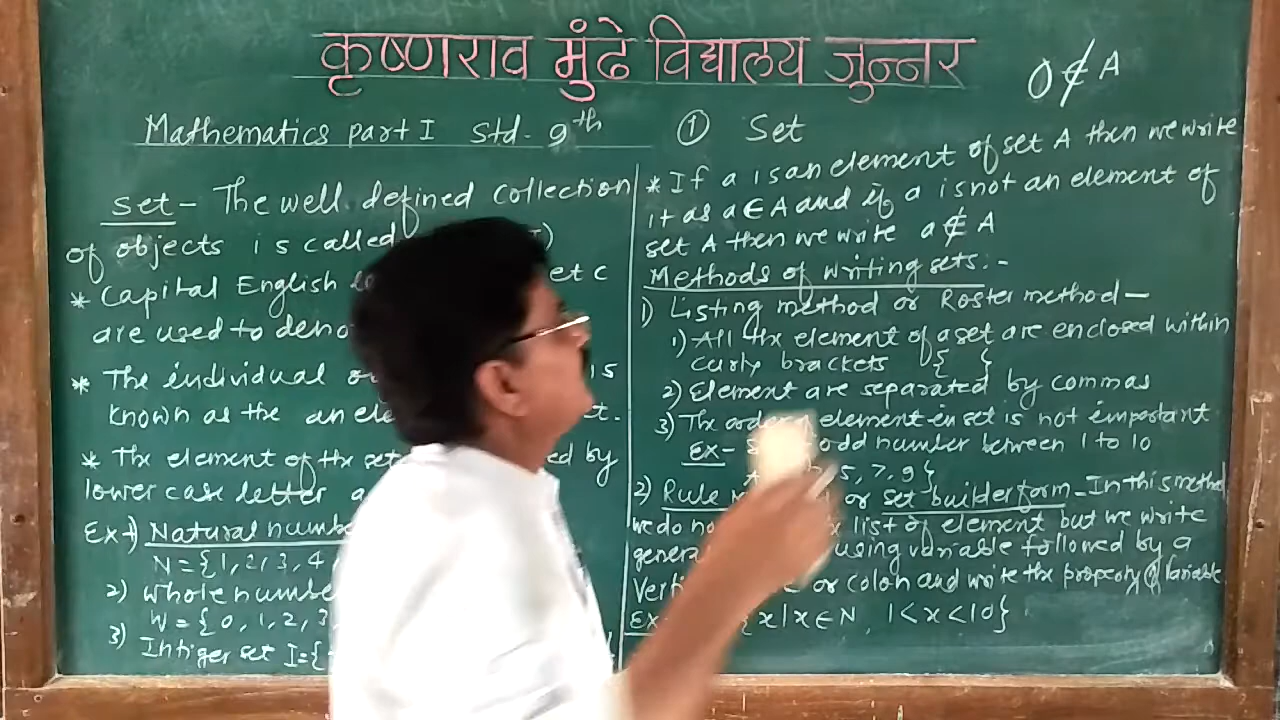 कृष्णराव मुंढे विद्यालय जुन्नर
0 ∉ A
Mathematics part I Std. 9th
① Set
set - The well defined collection
of objects is called
* Capital English etc
are used to deno
* The individual is
known as the an ele et.
* The element of the set ed by
lower case letter a
Ex 1) Natural numbe
N = {1, 2, 3, 4
2) whole numbe
W = {0, 1, 2, 3,
3) Intiger set I = {
* If a is an element of set A then we write
it as a ∈ A and if a is not an element of
set A then we write a ∉ A
Methods of writing sets :-
1) Listing method or Roster method -
1) All the element of a set are enclosed within
curly brackets { }
2) Element are separated by commas
3) The order of element in set is not important
Ex - odd number between 1 to 10
5, 7, 9}
2) Rule or set builder form - In this method
we do no list of element but we write
genera using variable followed by a
Verti or colon and write the property of variable
Ex {x | x ∈ N, 1 < x < 10}